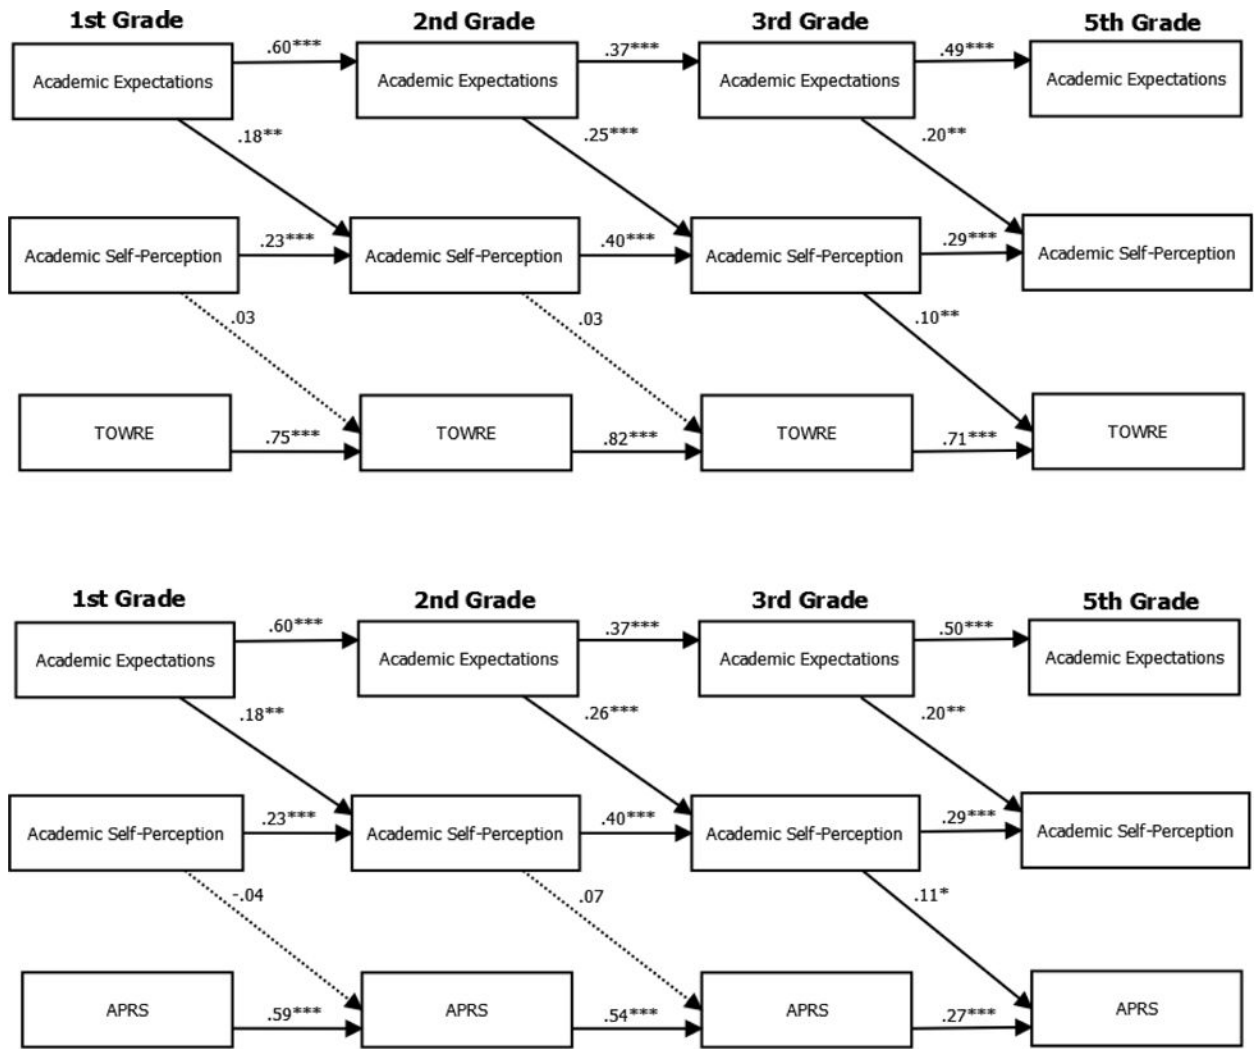 1st Grade 2nd Grade 3rd Grade 5th Grade
.60*** .37*** .49***
Academic Expectations Academic Expectations Academic Expectations Academic Expectations
.18** .25*** .20**
.23*** .40*** .29***
Academic Self-Perception Academic Self-Perception Academic Self-Perception Academic Self-Perception
.03 .03 .10**
TOWRE TOWRE TOWRE TOWRE
.75*** .82*** .71***
1st Grade 2nd Grade 3rd Grade 5th Grade
.60*** .37*** .50***
Academic Expectations Academic Expectations Academic Expectations Academic Expectations
.18** .26*** .20**
.23*** .40*** .29***
Academic Self-Perception Academic Self-Perception Academic Self-Perception Academic Self-Perception
-.04 .07 .11*
APRS APRS APRS APRS
.59*** .54*** .27***